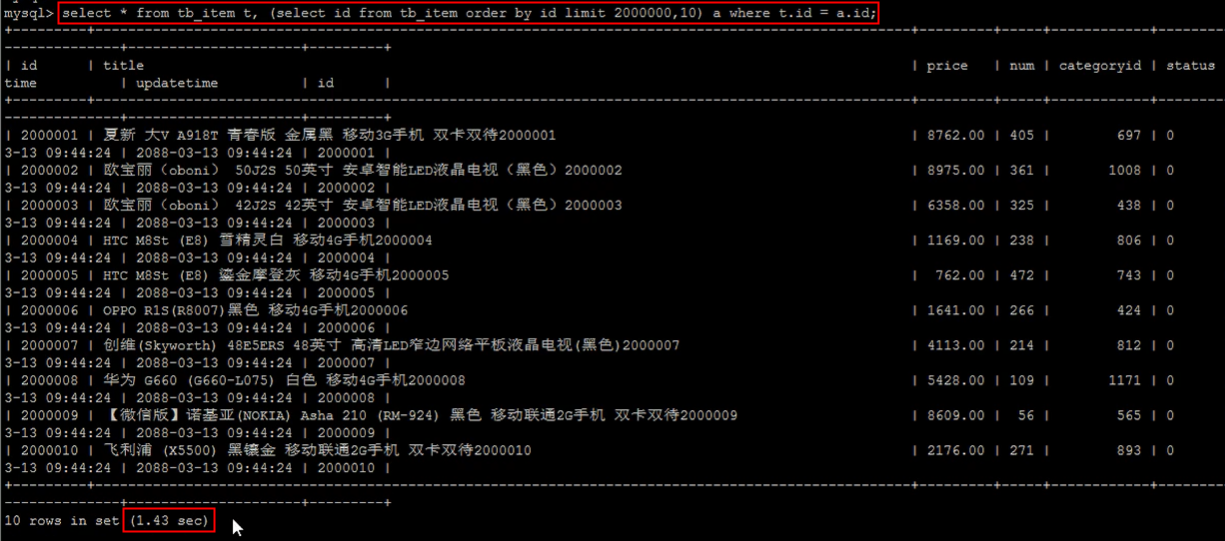 mysql> select * from tb_item t, (select id from tb_item order by id limit 2000000,10) a where t.id = a.id;
| id | title | price | num | categoryid | status
time | updatetime | id |
| 2000001 | 夏新 大V A918T 青春版 金属黑 移动3G手机 双卡双待2000001 | 8762.00 | 405 | 697 | 0
3-13 09:44:24 | 2088-03-13 09:44:24 | 2000001 |
| 2000002 | 欧宝丽（oboni） 50J2S 50英寸 安卓智能LED液晶电视（黑色）2000002 | 8975.00 | 361 | 1008 | 0
3-13 09:44:24 | 2088-03-13 09:44:24 | 2000002 |
| 2000003 | 欧宝丽（oboni） 42J2S 42英寸 安卓智能LED液晶电视（黑色）2000003 | 6358.00 | 325 | 438 | 0
3-13 09:44:24 | 2088-03-13 09:44:24 | 2000003 |
| 2000004 | HTC M8St (E8) 雪精灵白 移动4G手机2000004 | 1169.00 | 238 | 806 | 0
3-13 09:44:24 | 2088-03-13 09:44:24 | 2000004 |
| 2000005 | HTC M8St (E8) 鎏金摩登灰 移动4G手机2000005 | 762.00 | 472 | 743 | 0
3-13 09:44:24 | 2088-03-13 09:44:24 | 2000005 |
| 2000006 | OPPO R1S(R8007)黑色 移动4G手机2000006 | 1641.00 | 266 | 424 | 0
3-13 09:44:24 | 2088-03-13 09:44:24 | 2000006 |
| 2000007 | 创维(Skyworth) 48E5ERS 48英寸 高清LED窄边网络平板液晶电视(黑色)2000007 | 4113.00 | 214 | 812 | 0
3-13 09:44:24 | 2088-03-13 09:44:24 | 2000007 |
| 2000008 | 华为 G660 (G660-L075) 白色 移动4G手机2000008 | 5428.00 | 109 | 1171 | 0
3-13 09:44:24 | 2088-03-13 09:44:24 | 2000008 |
| 2000009 | 【微信版】诺基亚(NOKIA) Asha 210 (RM-924) 黑色 移动联通2G手机 双卡双待2000009 | 8609.00 | 56 | 565 | 0
3-13 09:44:24 | 2088-03-13 09:44:24 | 2000009 |
| 2000010 | 飞利浦 (X5500) 黑镶金 移动联通2G手机 双卡双待2000010 | 2176.00 | 271 | 893 | 0
3-13 09:44:24 | 2088-03-13 09:44:24 | 2000010 |
10 rows in set (1.43 sec)